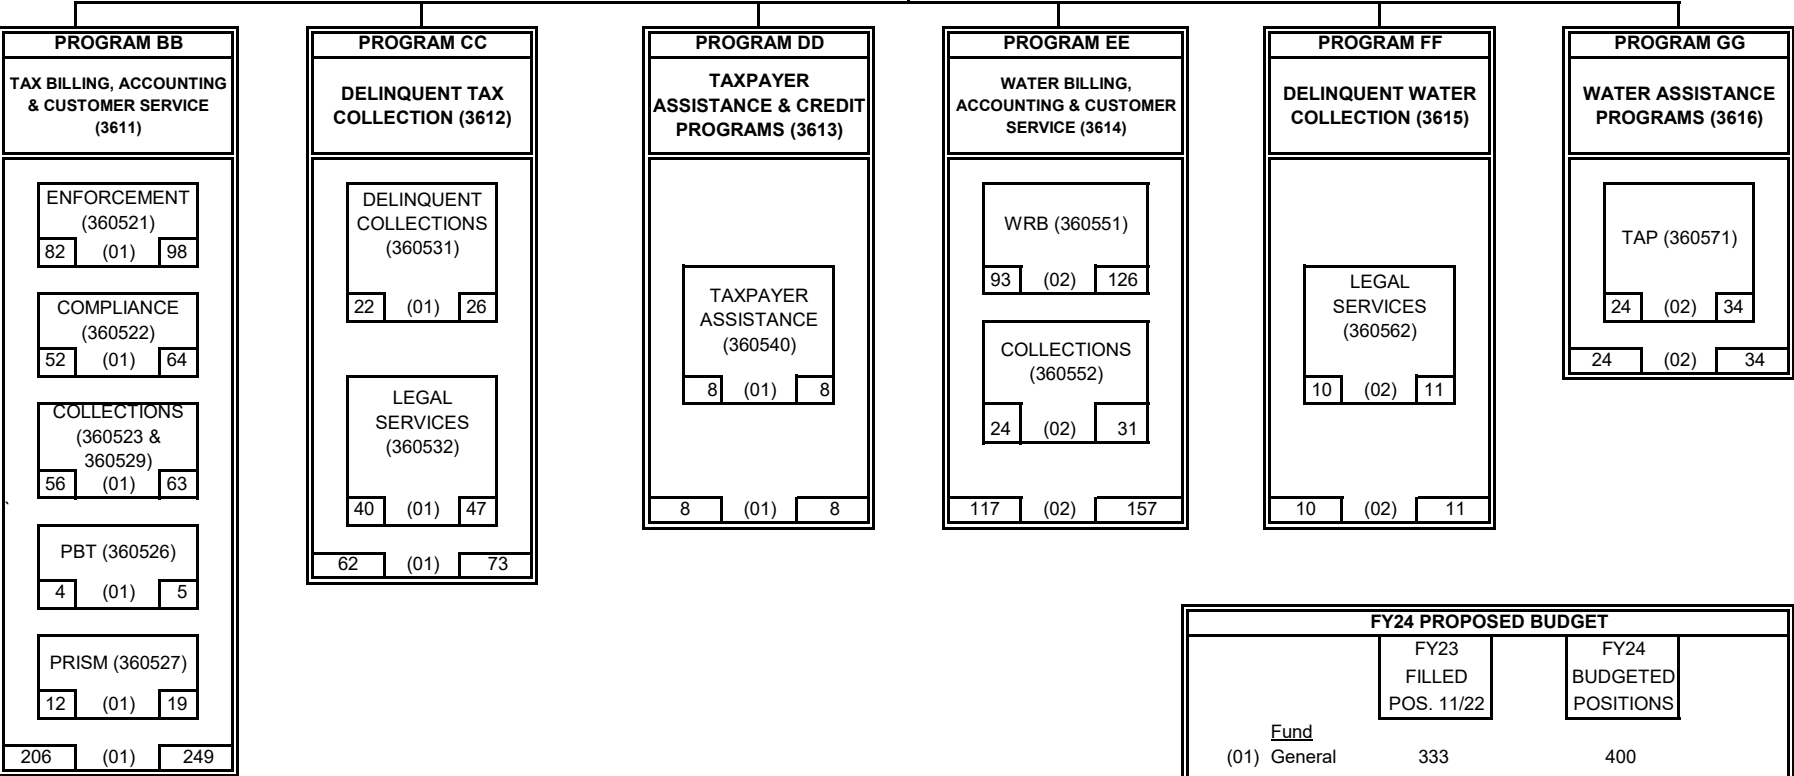 PROGRAM BB
TAX BILLING, ACCOUNTING
& CUSTOMER SERVICE
(3611)
ENFORCEMENT
(360521)
82 (01) 98
COMPLIANCE
(360522)
52 (01) 64
COLLECTIONS
(360523 &
360529)
56 (01) 63
`
PBT (360526)
4 (01) 5
PRISM (360527)
12 (01) 19
206 (01) 249
PROGRAM CC
DELINQUENT TAX
COLLECTION (3612)
DELINQUENT
COLLECTIONS
(360531)
22 (01) 26
LEGAL
SERVICES
(360532)
40 (01) 47
62 (01) 73
PROGRAM DD
TAXPAYER
ASSISTANCE & CREDIT
PROGRAMS (3613)
TAXPAYER
ASSISTANCE
(360540)
8 (01) 8
8 (01) 8
PROGRAM EE
WATER BILLING,
ACCOUNTING & CUSTOMER
SERVICE (3614)
WRB (360551)
93 (02) 126
COLLECTIONS
(360552)
24 (02) 31
117 (02) 157
PROGRAM FF
DELINQUENT WATER
COLLECTION (3615)
LEGAL
SERVICES
(360562)
10 (02) 11
10 (02) 11
PROGRAM GG
WATER ASSISTANCE
PROGRAMS (3616)
TAP (360571)
24 (02) 34
24 (02) 34
FY24 PROPOSED BUDGET
FY23
FILLED
POS. 11/22
FY24
BUDGETED
POSITIONS
Fund
(01) General 333 400